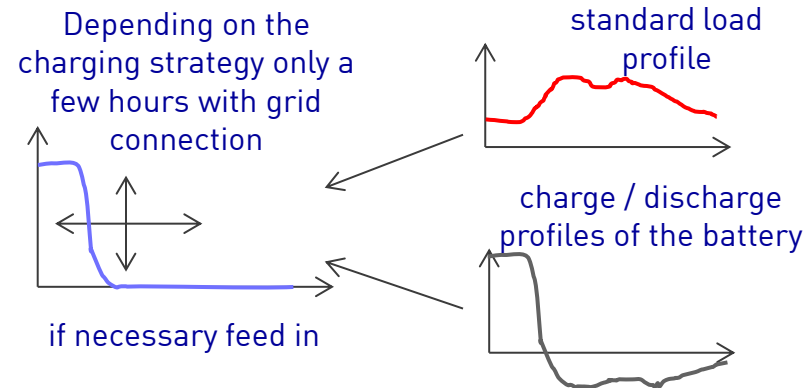 Depending on the
charging strategy only a
few hours with grid
connection
if necessary feed in
standard load
profile
charge / discharge
profiles of the battery